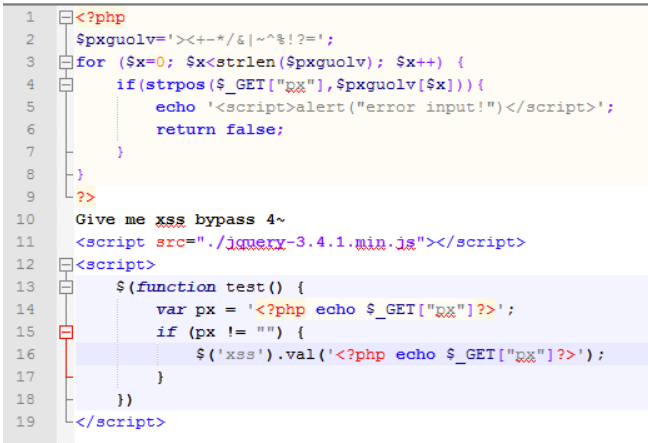 1 <?php
2 $pxguolv='><+-*/&|~^%!?=';
3 for ($x=0; $x<strlen($pxguolv); $x++) {
4 if(strpos($_GET["px"],$pxguolv[$x])){
5 echo '<script>alert("error input!")</script>';
6 return false;
7 }
8 }
9 ?>
10 Give me xss bypass 4~
11 <script src="./jquery-3.4.1.min.js"></script>
12 <script>
13 $(function test() {
14 var px = '<?php echo $_GET["px"]?>';
15 if (px != "") {
16 $('xss').val('<?php echo $_GET["px"]?>');
17 }
18 })
19 </script>